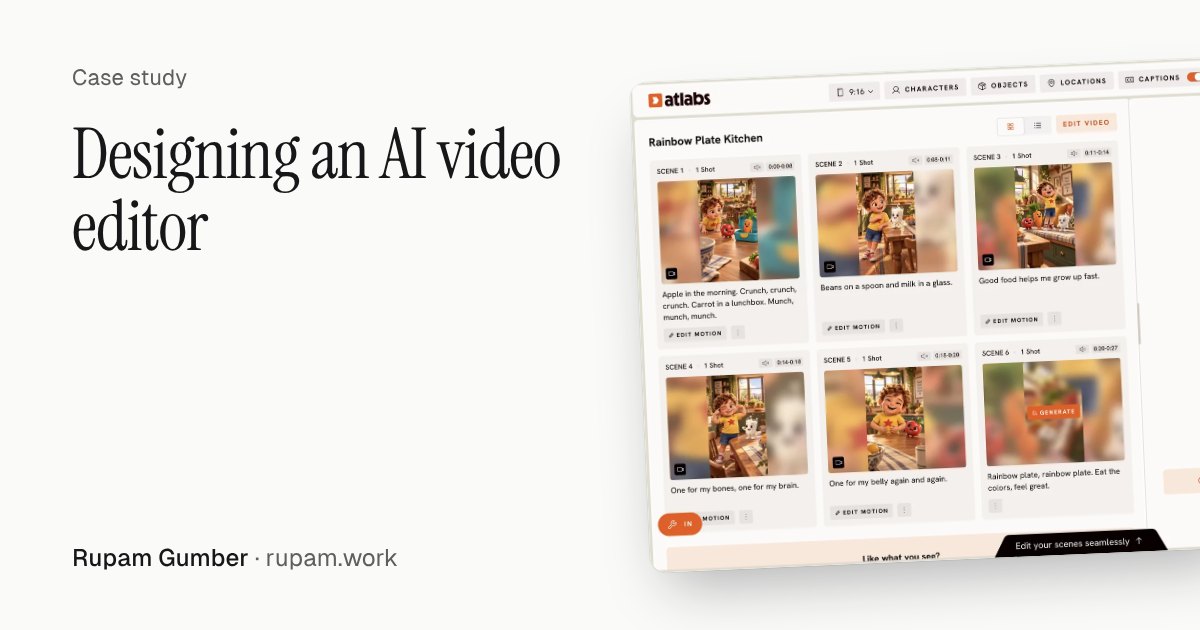 Case study
Designing an AI video
editor
Rupam Gumber · rupam.work
atlabs
9:16
CHARACTERS
OBJECTS
LOCATIONS
CAPTIONS
Rainbow Plate Kitchen
EDIT VIDEO
SCENE 1 · 1 Shot
0:00-0:08
Apple in the morning. Crunch, crunch,
crunch. Carrot in a lunchbox. Munch,
munch, munch.
EDIT MOTION
SCENE 2 · 1 Shot
0:08-0:11
Beans on a spoon and milk in a glass.
EDIT MOTION
SCENE 3 · 1 Shot
0:11-0:14
Good food helps me grow up fast.
EDIT MOTION
SCENE 4 · 1 Shot
0:14-0:18
One for my bones, one for my brain.
MOTION
SCENE 5 · 1 Shot
0:18-0:20
One for my belly again and again.
EDIT MOTION
SCENE 6 · 1 Shot
0:20-0:27
GENERATE
Rainbow plate, rainbow plate. Eat the
colors, feel great.
IN
Like what you see?
Edit your scenes seamlessly ↑